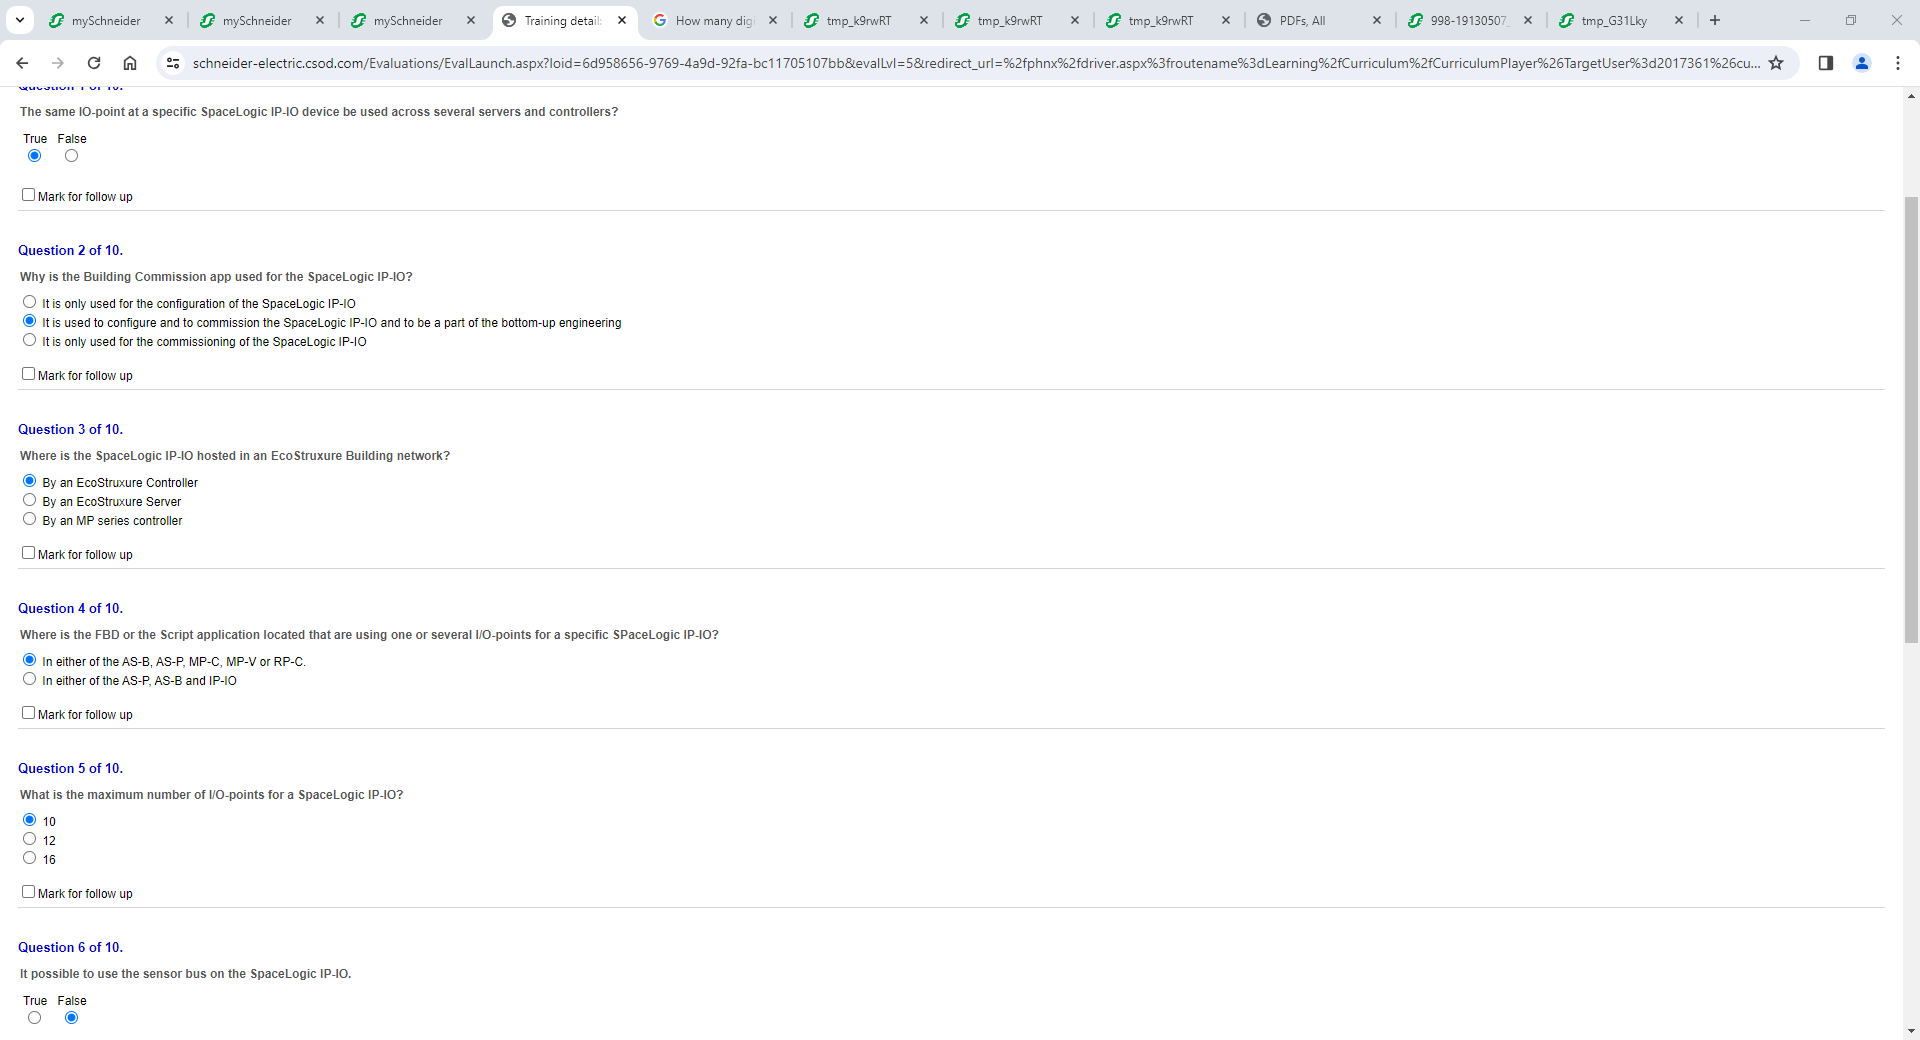 mySchneider
mySchneider
mySchneider
Training detail
How many dig
tmp_k9rwRT
tmp_k9rwRT
tmp_k9rwRT
PDFs, All
998-19130507_
tmp_G31Lky
schneider-electric.csod.com/Evaluations/EvalLaunch.aspx?loid=6d958656-9769-4a9d-92fa-bc11705107bb&evalLvl=5&redirect_url=%2fphnx%2fdriver.aspx%3froutename%3dLearning%2fCurriculum%2fCurriculumPlayer%26TargetUser%3d2017361%26cu...
Question 1 of 10.
The same IO-point at a specific SpaceLogic IP-IO device be used across several servers and controllers?
True False
Mark for follow up
Question 2 of 10.
Why is the Building Commission app used for the SpaceLogic IP-IO?
It is only used for the configuration of the SpaceLogic IP-IO
It is used to configure and to commission the SpaceLogic IP-IO and to be a part of the bottom-up engineering
It is only used for the commissioning of the SpaceLogic IP-IO
Mark for follow up
Question 3 of 10.
Where is the SpaceLogic IP-IO hosted in an EcoStruxure Building network?
By an EcoStruxure Controller
By an EcoStruxure Server
By an MP series controller
Mark for follow up
Question 4 of 10.
Where is the FBD or the Script application located that are using one or several I/O-points for a specific SPaceLogic IP-IO?
In either of the AS-B, AS-P, MP-C, MP-V or RP-C.
In either of the AS-P, AS-B and IP-IO
Mark for follow up
Question 5 of 10.
What is the maximum number of I/O-points for a SpaceLogic IP-IO?
10
12
16
Mark for follow up
Question 6 of 10.
It possible to use the sensor bus on the SpaceLogic IP-IO.
True False